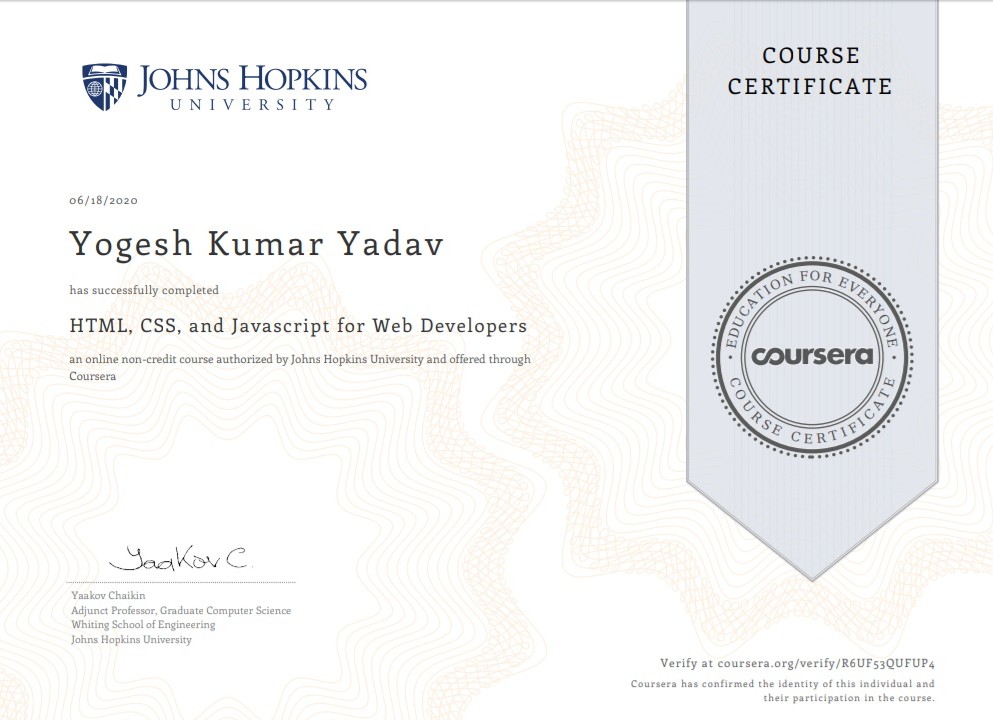 JOHNS HOPKINS
UNIVERSITY
COURSE
CERTIFICATE
06/18/2020
Yogesh Kumar Yadav
has successfully completed
HTML, CSS, and Javascript for Web Developers
an online non-credit course authorized by Johns Hopkins University and offered through
Coursera
EDUCATION FOR EVERYONE
coursera
COURSE CERTIFICATE
Yaakov C.
Yaakov Chaikin
Adjunct Professor, Graduate Computer Science
Whiting School of Engineering
Johns Hopkins University
Verify at coursera.org/verify/R6UF53QUFUP4
Coursera has confirmed the identity of this individual and
their participation in the course.